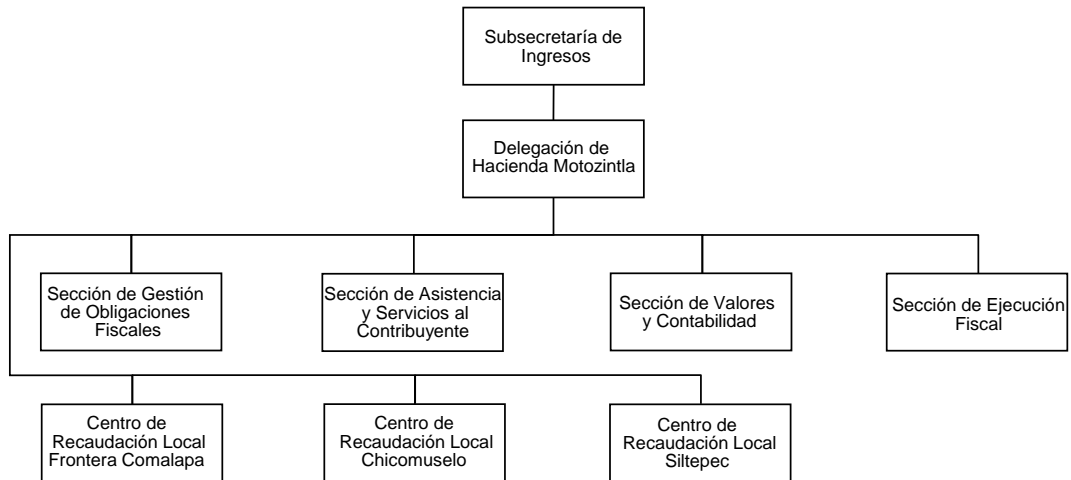 Subsecretaría de
Ingresos
Delegación de
Hacienda Motozintla
Sección de Gestión
de Obligaciones
Fiscales
Sección de Asistencia
y Servicios al
Contribuyente
Sección de Valores
y Contabilidad
Sección de Ejecución
Fiscal
Centro de
Recaudación Local
Frontera Comalapa
Centro de
Recaudación Local
Chicomuselo
Centro de
Recaudación Local
Siltepec